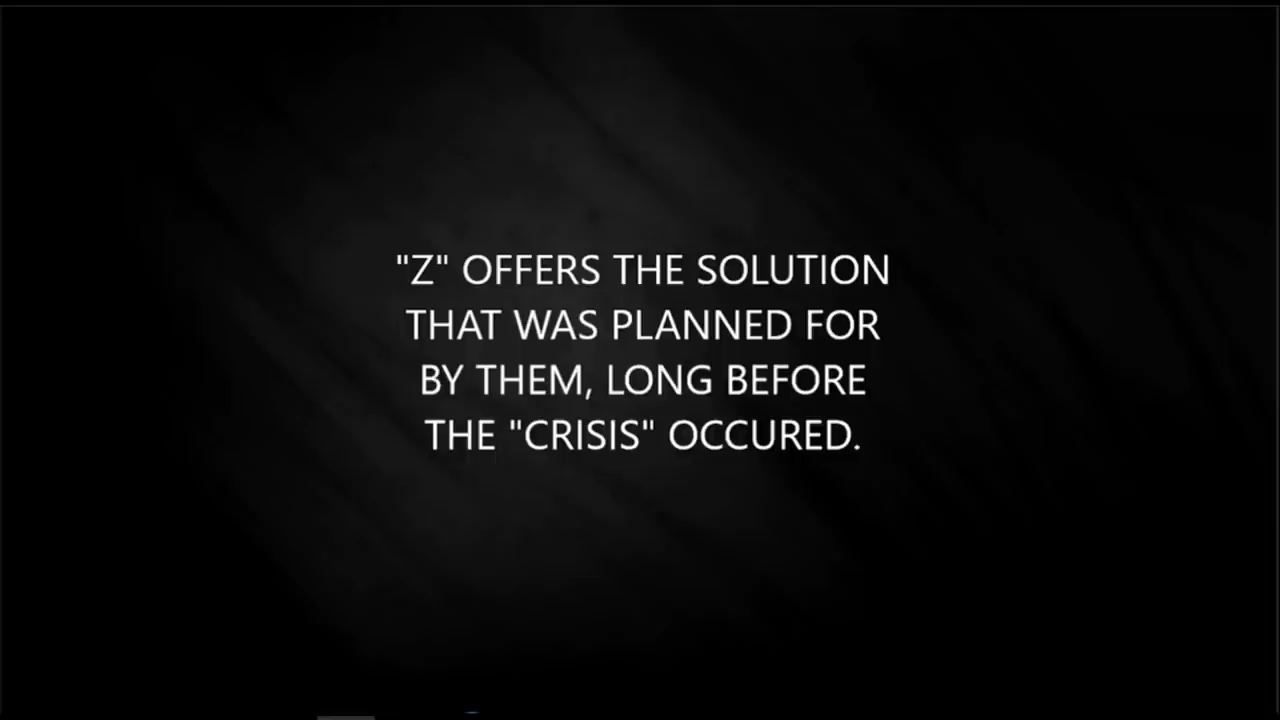 "Z" OFFERS THE SOLUTION
THAT WAS PLANNED FOR
BY THEM, LONG BEFORE
THE "CRISIS" OCCURED.